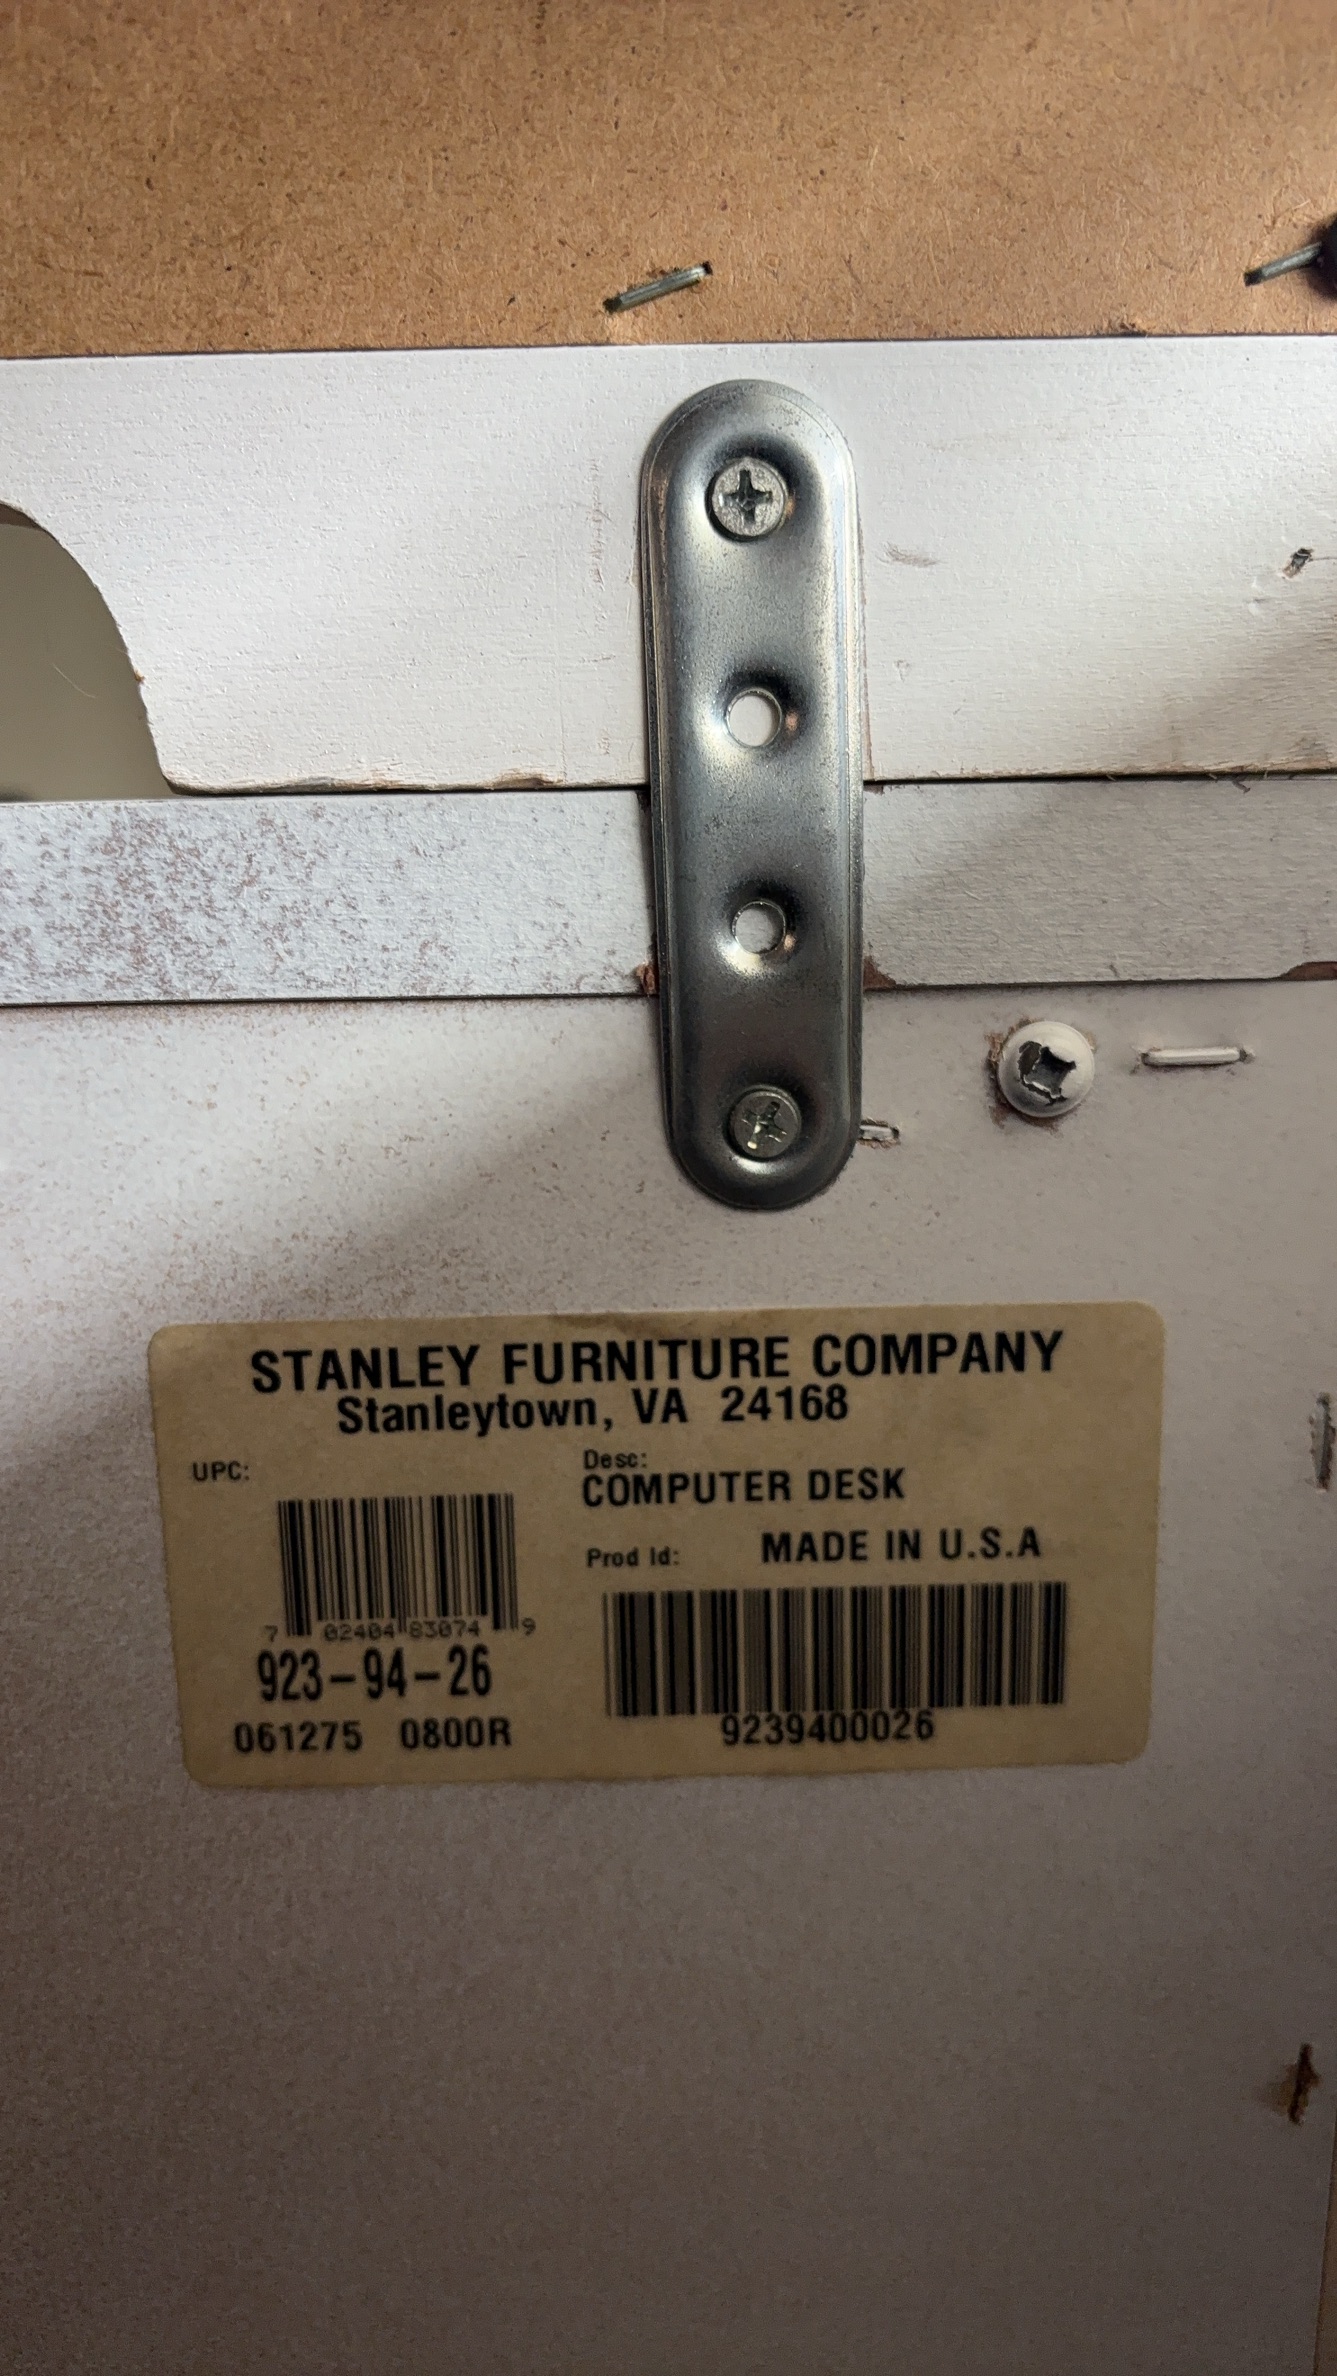 STANLEY FURNITURE COMPANY
Stanleytown, VA 24168
UPC:
Desc:
COMPUTER DESK
Prod Id: MADE IN U.S.A
7 02404 83074 9
923-94-26
061275 0800R
9239400026